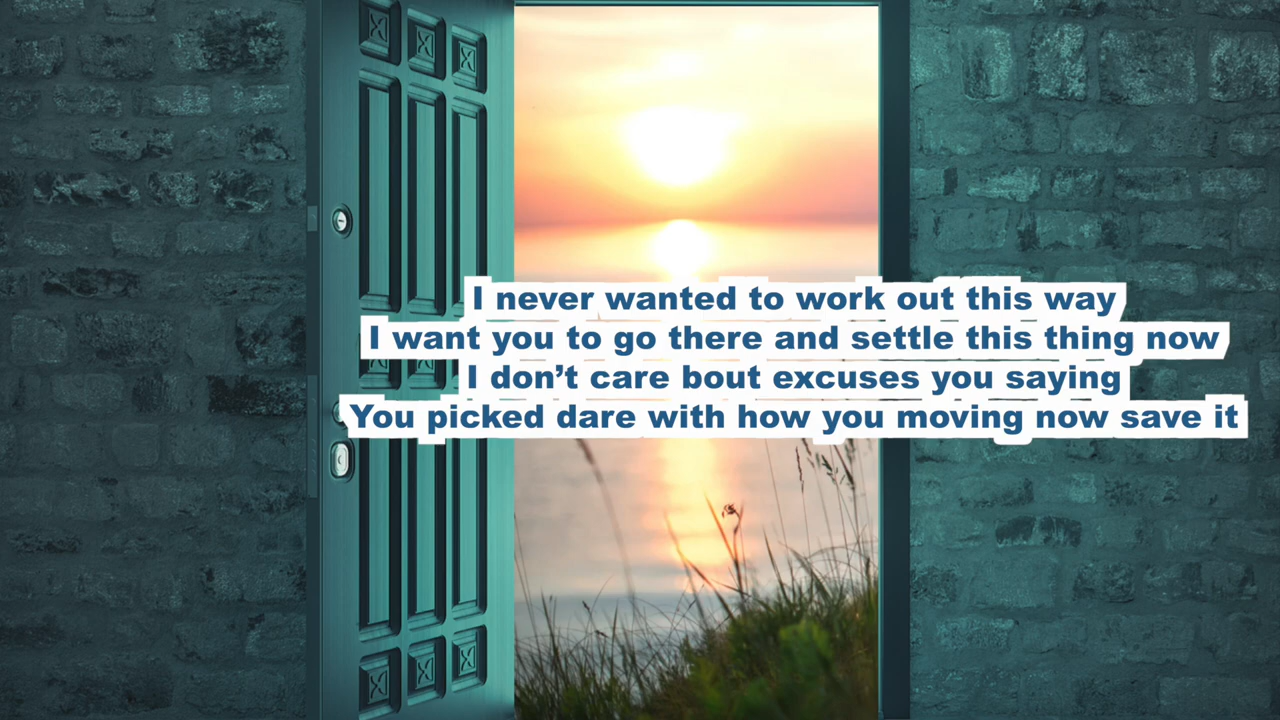 I never wanted to work out this way
I want you to go there and settle this thing now
I don’t care bout excuses you saying
You picked dare with how you moving now save it